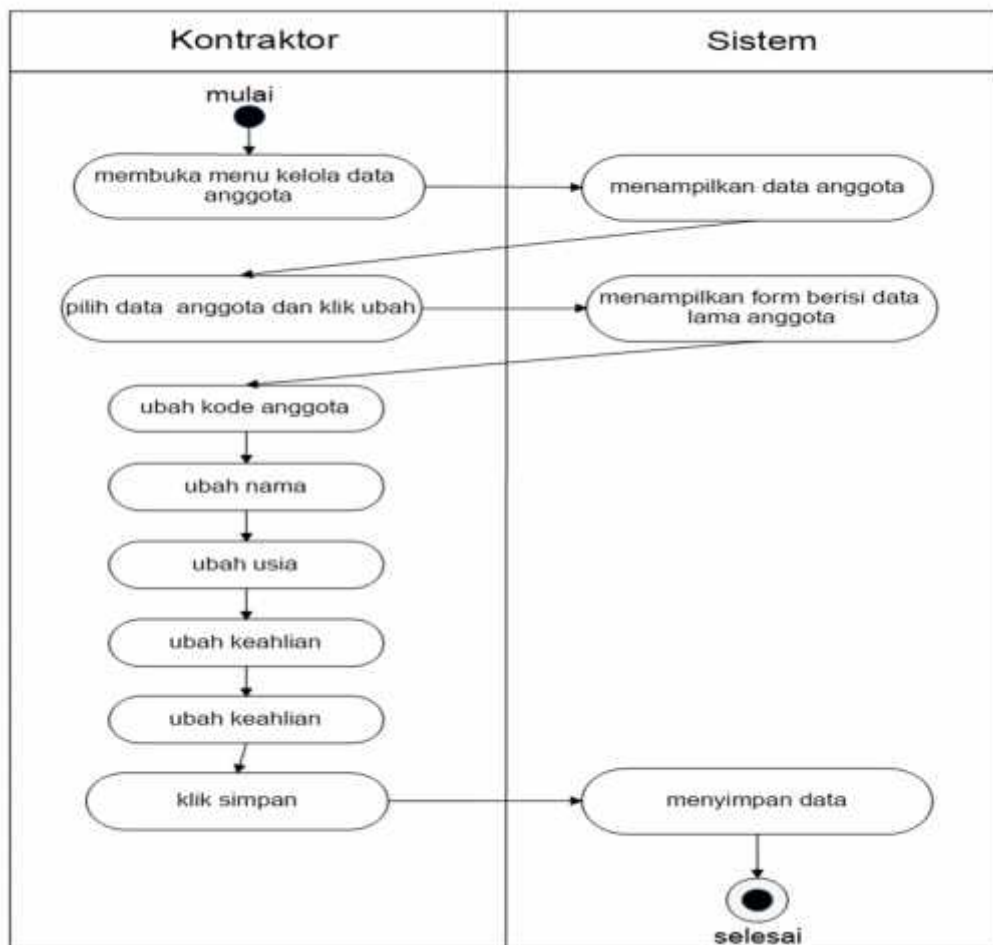 Kontraktor
Sistem
mulai
membuka menu kelola data
anggota
menampilkan data anggota
pilih data anggota dan klik ubah
menampilkan form berisi data
lama anggota
ubah kode anggota
ubah nama
ubah usia
ubah keahlian
ubah keahlian
klik simpan
menyimpan data
selesai